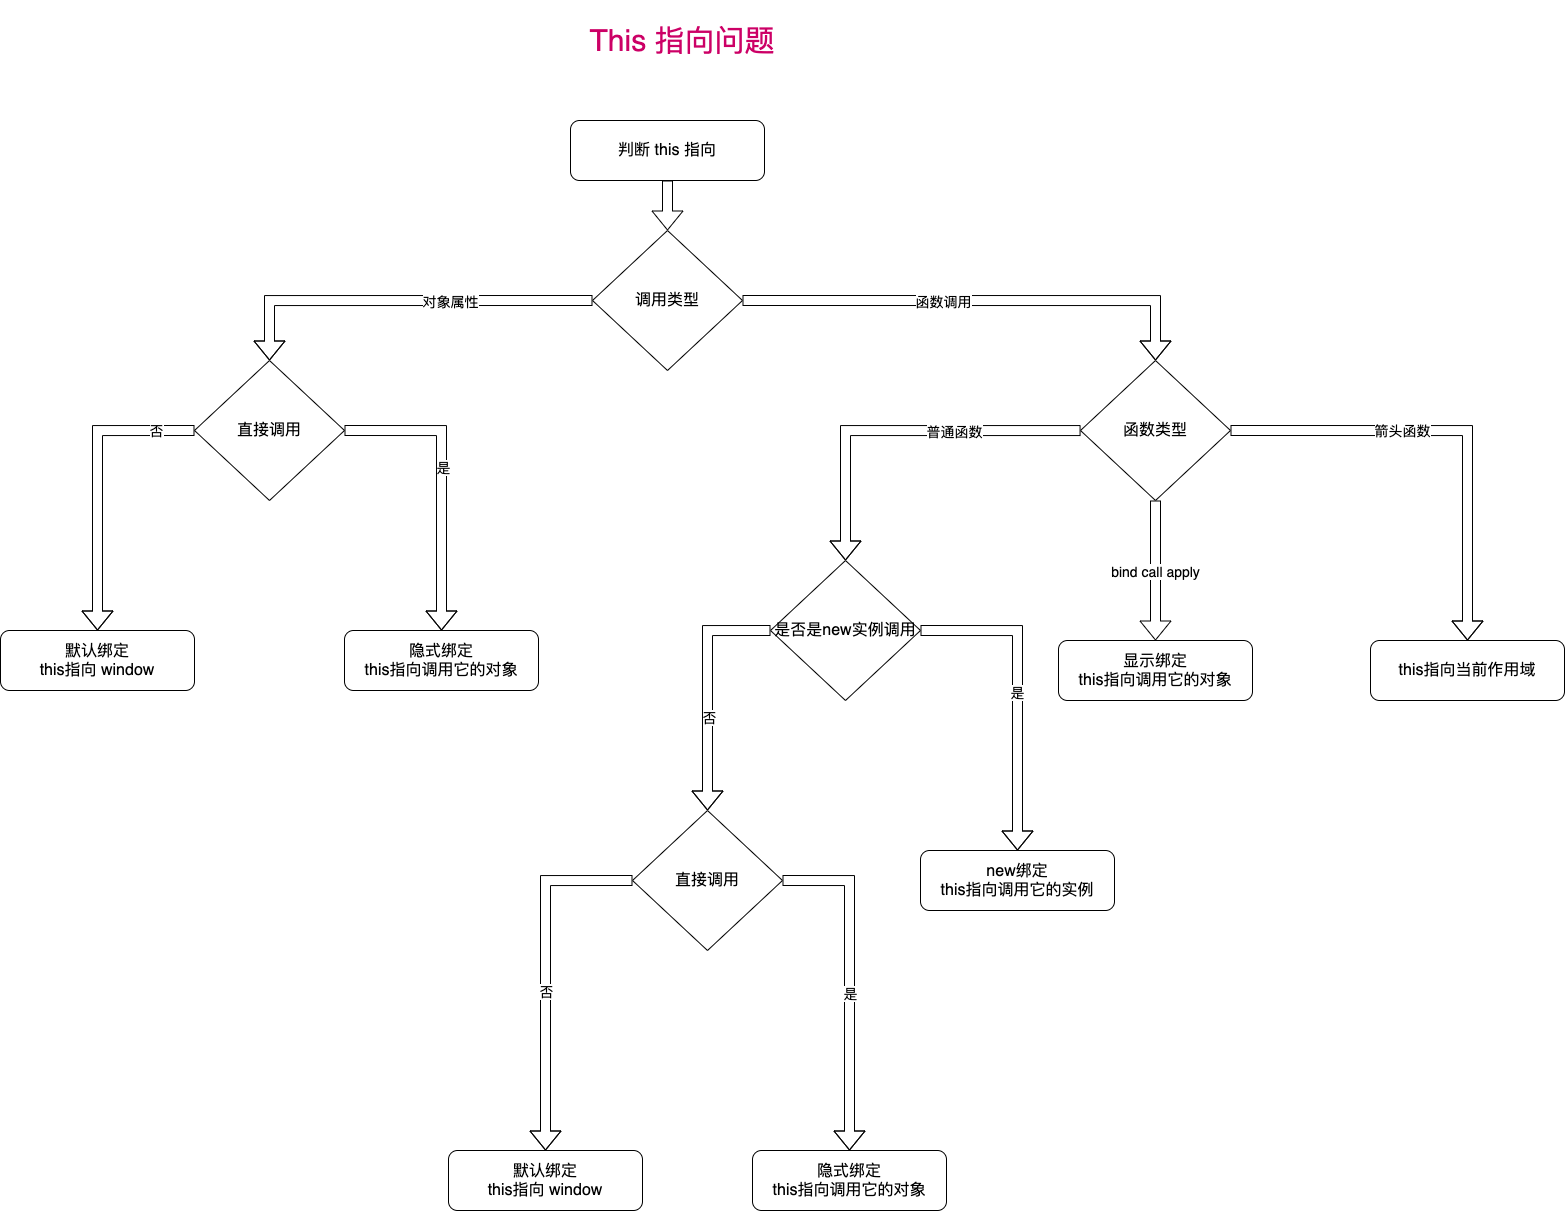 This 指向问题
判断 this 指向
调用类型
对象属性
函数调用
直接调用
函数类型
否
是
普通函数
箭头函数
bind call apply
默认绑定
this指向 window
隐式绑定
this指向调用它的对象
是否是new实例调用
显示绑定
this指向调用它的对象
this指向当前作用域
否
是
直接调用
new绑定
this指向调用它的实例
否
是
默认绑定
this指向 window
隐式绑定
this指向调用它的对象